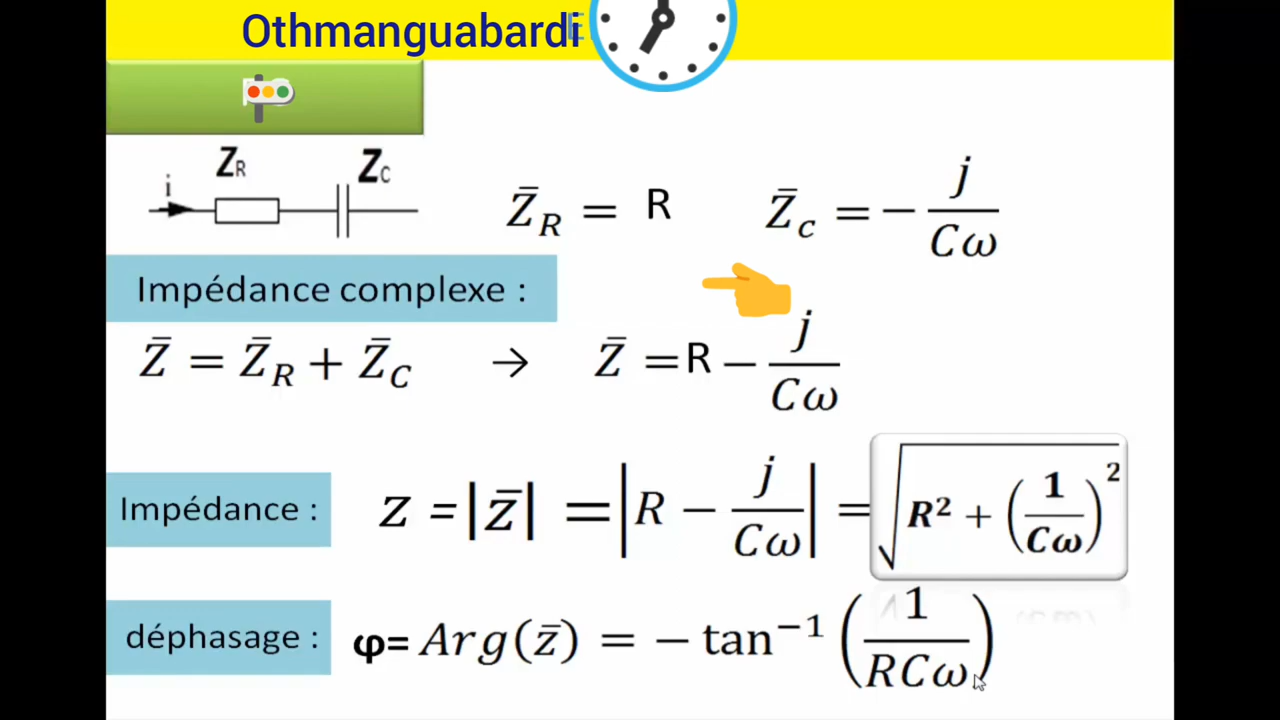 Othmanguabardi
Z_R Z_C
i
Z̄_R = R Z̄_c = − j/(Cω)
Impédance complexe :
Z̄ = Z̄_R + Z̄_C → Z̄ = R − j/(Cω)
Impédance : Z = |z̄| = |R − j/(Cω)| = √(R² + (1/(Cω))²)
déphasage : φ= Arg(z̄) = − tan⁻¹ (1/(RCω))